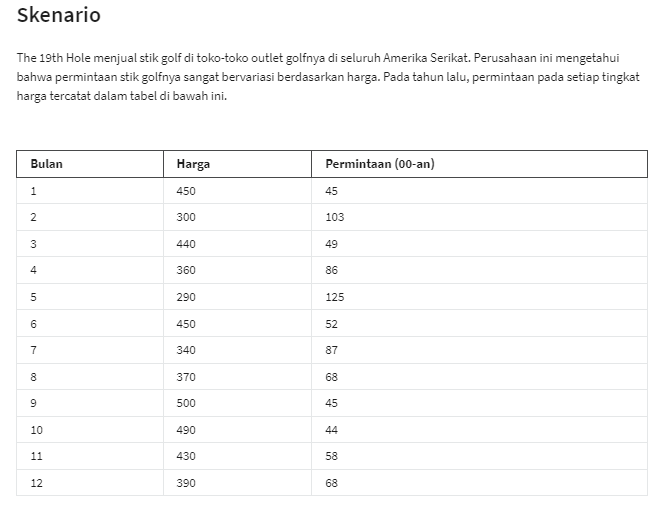 Skenario
The 19th Hole menjual stik golf di toko-toko outlet golfnya di seluruh Amerika Serikat. Perusahaan ini mengetahui
bahwa permintaan stik golfnya sangat bervariasi berdasarkan harga. Pada tahun lalu, permintaan pada setiap tingkat
harga tercatat dalam tabel di bawah ini.
Bulan Harga Permintaan (00-an)
1 450 45
2 300 103
3 440 49
4 360 86
5 290 125
6 450 52
7 340 87
8 370 68
9 500 45
10 490 44
11 430 58
12 390 68